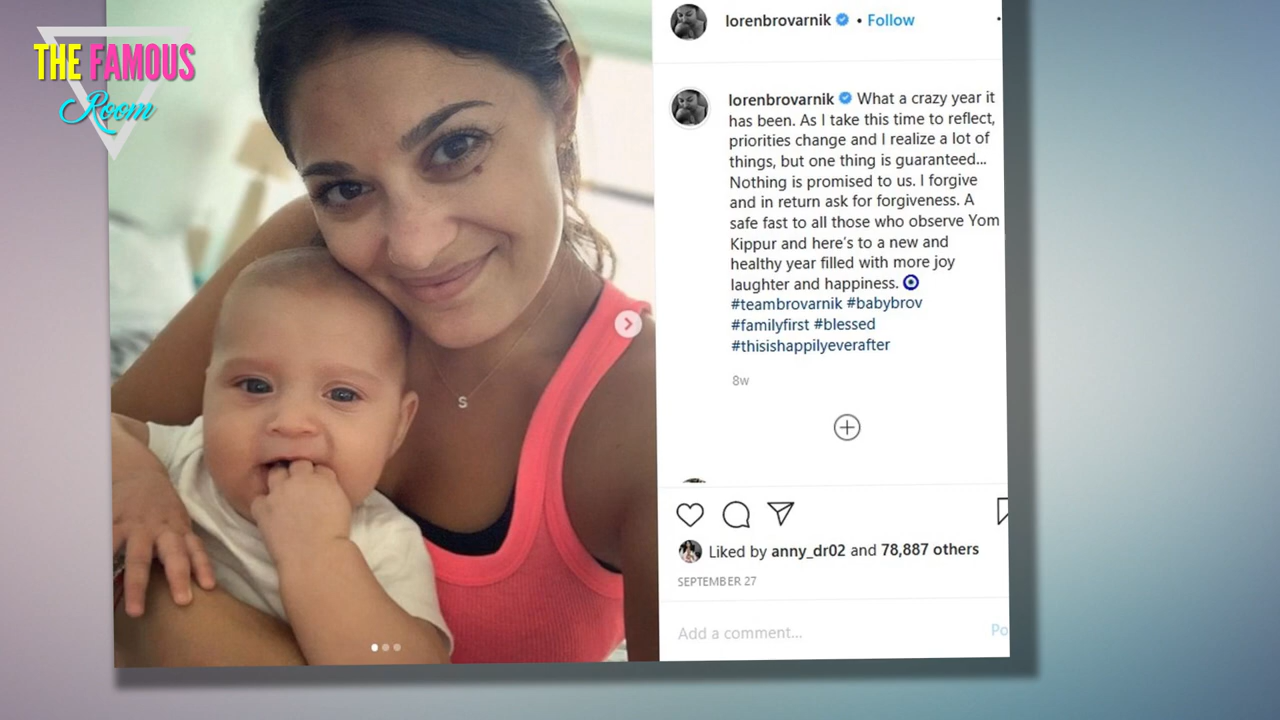 THE FAMOUS
Room
lorenbrovarnik • Follow
lorenbrovarnik What a crazy year it
has been. As I take this time to reflect,
priorities change and I realize a lot of
things, but one thing is guaranteed...
Nothing is promised to us. I forgive
and in return ask for forgiveness. A
safe fast to all those who observe Yom
Kippur and here's to a new and
healthy year filled with more joy
laughter and happiness.
#teambrovarnik #babybrov
#familyfirst #blessed
#thisishappilyeverafter
8w
Liked by anny_dr02 and 78,887 others
SEPTEMBER 27
Add a comment... Po
S